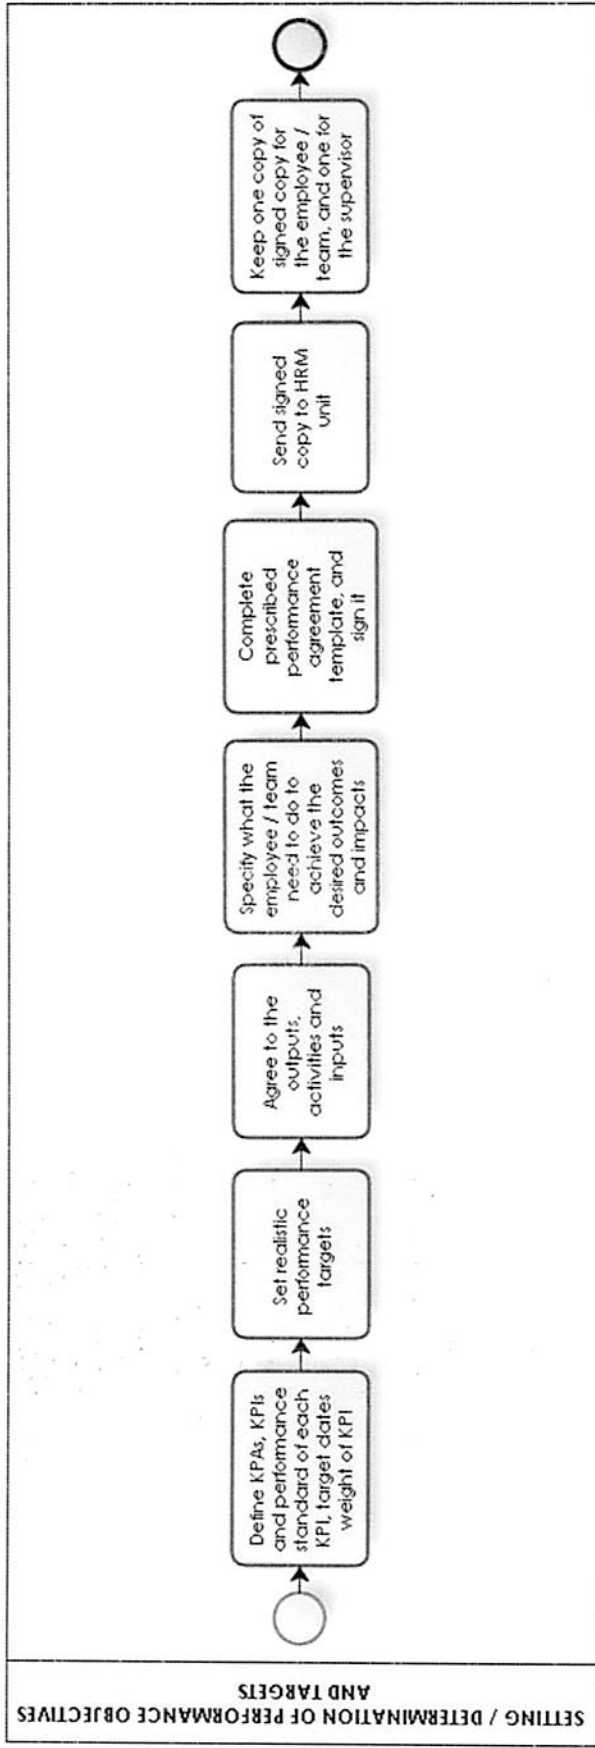 SETTING / DETERMINATION OF PERFORMANCE OBJECTIVES
AND TARGETS
Define KPAs, KPIs
and performance
standard of each
KPI, target dates
weight of KPI
Set realistic
performance
targets
Agree to the
outputs,
activities and
inputs
Specify what the
employee / team
need to do to
achieve the
desired outcomes
and impacts
Complete
prescribed
performance
agreement
template, and
sign it
Send signed
copy to HRM
unit
Keep one copy of
signed copy for
the employee /
team, and one for
the supervisor